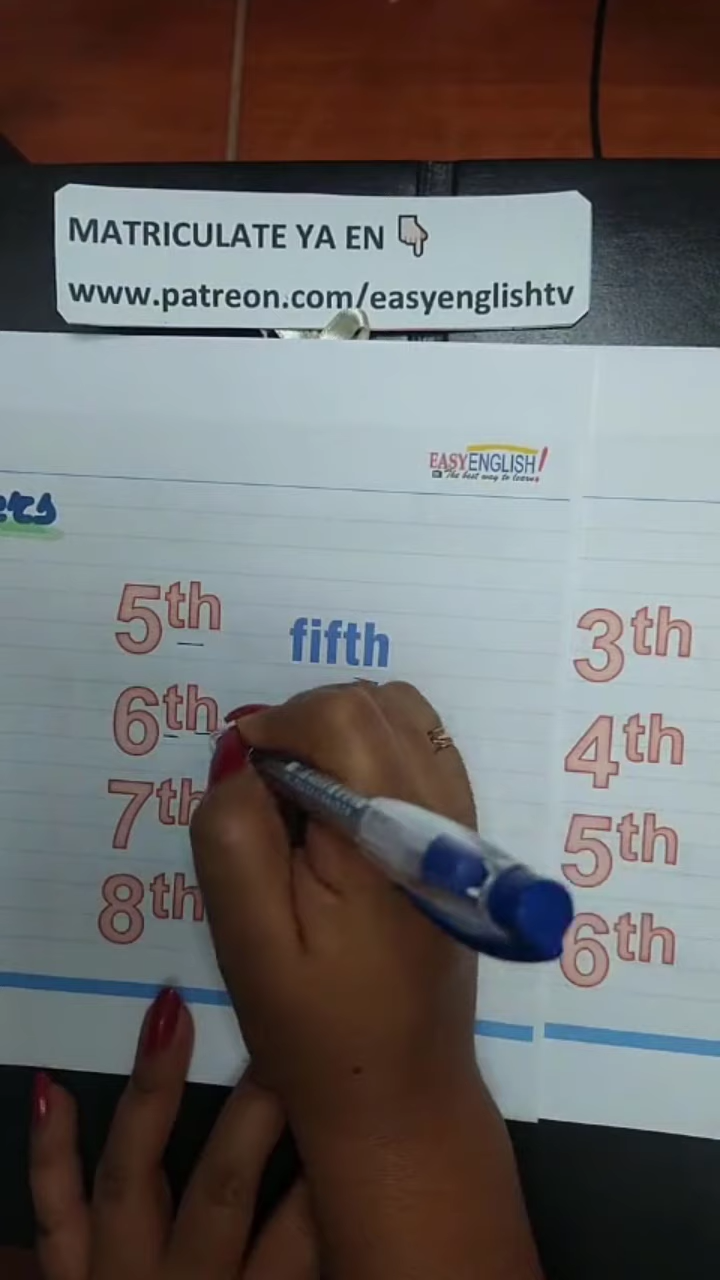 MATRICULATE YA EN 👇
www.patreon.com/easyenglishtv
EASYENGLISH!
The best way to learn
5th fifth
6th
7th
8th
3th
4th
5th
6th